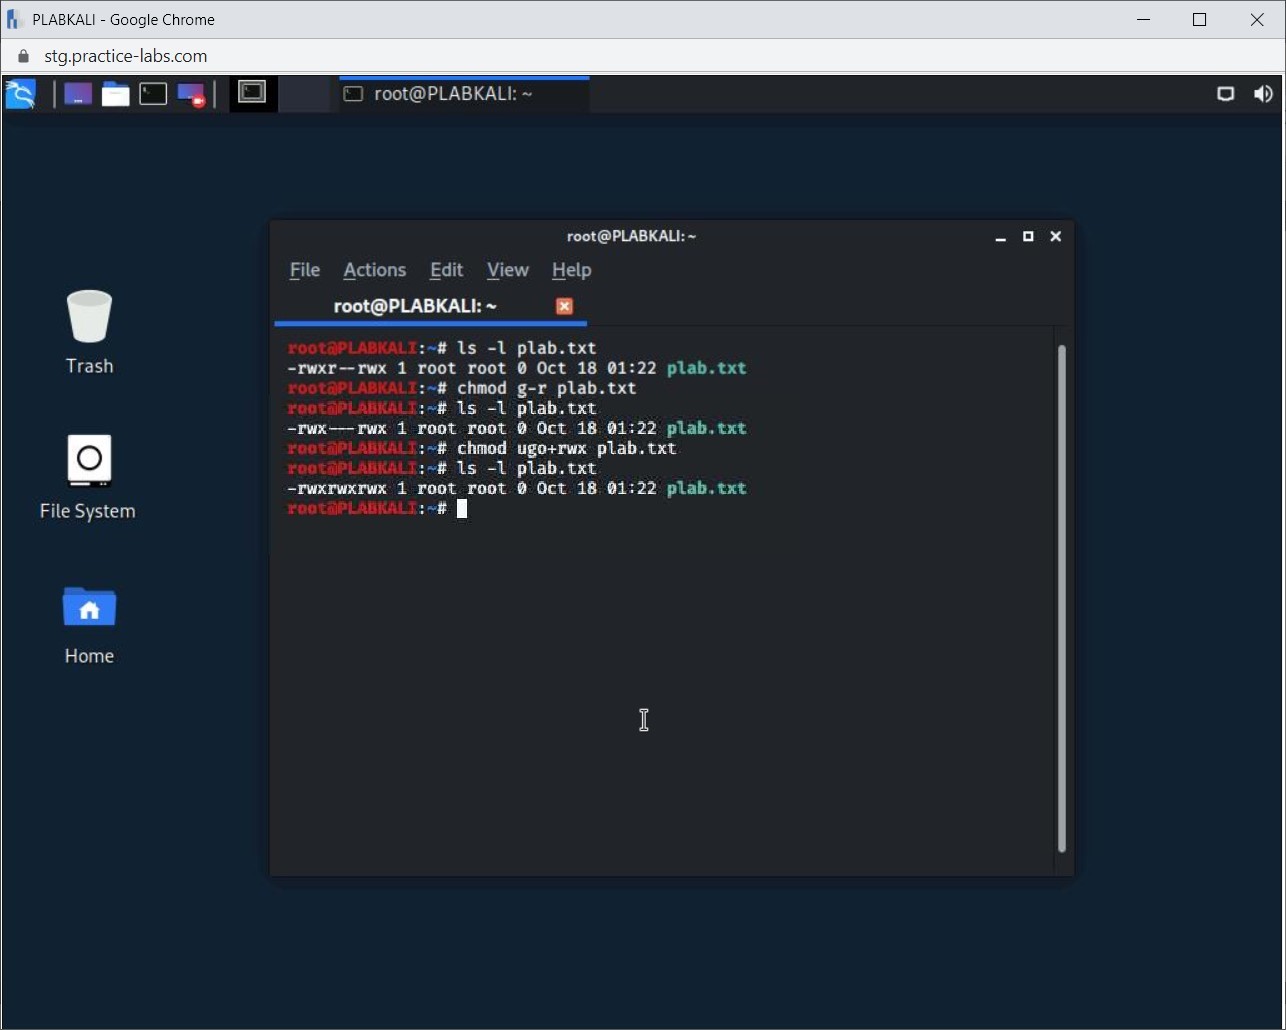 PLABKALI - Google Chrome
stg.practice-labs.com
root@PLABKALI: ~
root@PLABKALI: ~
File Actions Edit View Help
root@PLABKALI: ~
root@PLABKALI:~# ls -l plab.txt
-rwxr--rwx 1 root root 0 Oct 18 01:22 plab.txt
root@PLABKALI:~# chmod g-r plab.txt
root@PLABKALI:~# ls -l plab.txt
-rwx---rwx 1 root root 0 Oct 18 01:22 plab.txt
root@PLABKALI:~# chmod ugo+rwx plab.txt
root@PLABKALI:~# ls -l plab.txt
-rwxrwxrwx 1 root root 0 Oct 18 01:22 plab.txt
root@PLABKALI:~#
Trash
File System
Home